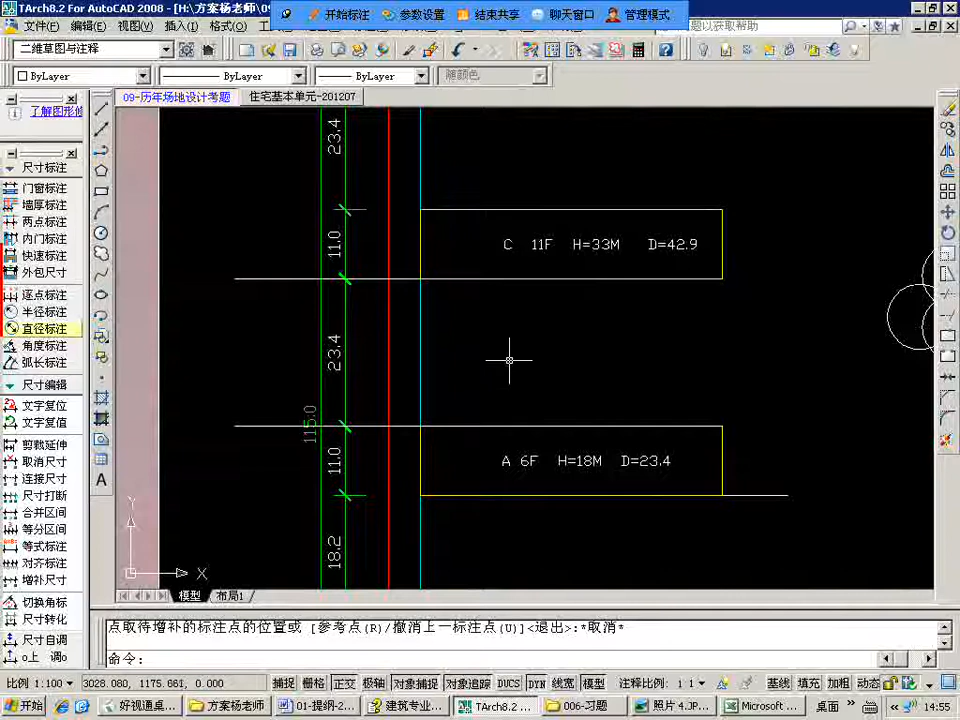 TArch8.2 For AutoCAD 2008 - [H:\方案杨老师\09
开始标注
参数设置
结束共享
聊天窗口
管理模式
文件(F)
编辑(E)
视图(V)
插入(I)
格式(O)
以获取帮助
二维草图与注释
ByLayer
ByLayer
ByLayer
随颜色
09-历年场地设计考题
住宅基本单元-201207
了解图形修
尺寸标注
门窗标注
墙厚标注
两点标注
内门标注
快速标注
外包尺寸
逐点标注
半径标注
直径标注
角度标注
弧长标注
尺寸编辑
文字复位
文字复值
剪裁延伸
取消尺寸
连接尺寸
尺寸打断
合并区间
等分区间
等式标注
对齐标注
增补尺寸
切换角标
尺寸转化
尺寸自调
o上 调o
A
23.4
11.0
23.4
115.0
11.0
18.2
C 11F H=33M D=42.9
A 6F H=18M D=23.4
Y
X
模型
布局1
点取待增补的标注点的位置或 [参考点(R)/撤消上一标注点(U)]<退出>:*取消*
命令:
比例 1:100
3028.080, 1175.661, 0.000
捕捉
栅格
正交
极轴
对象捕捉
对象追踪
DUCS
DYN
线宽
模型
注释比例
1:1
基线
填充
加粗
动态
开始
好视通桌...
方案杨老师
01-提纲-2...
建筑专业...
TArch8.2 ...
006-习题
照片 4.JP...
Microsoft ...
桌面
14:55